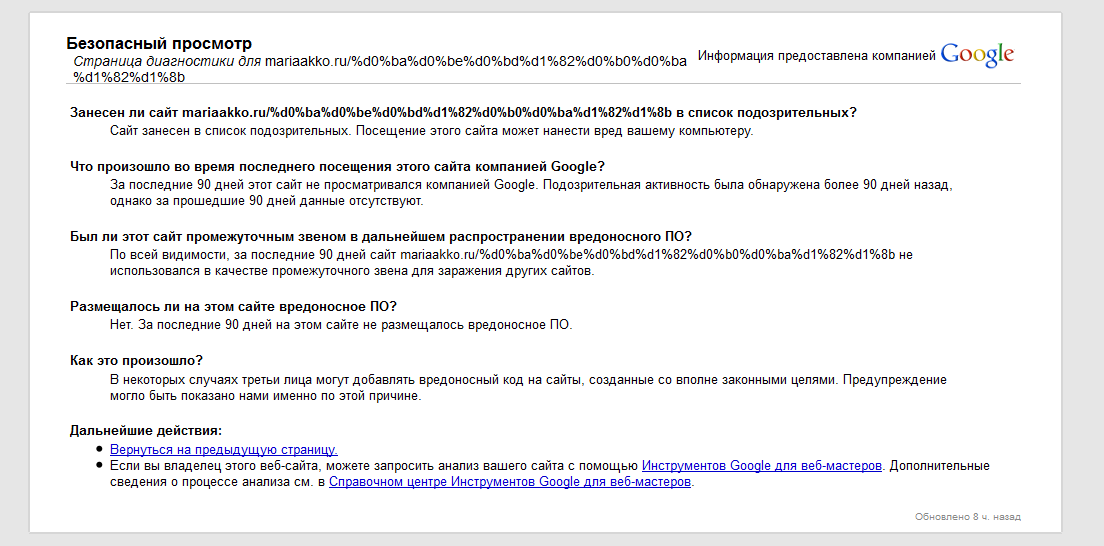 Безопасный просмотр
Страница диагностики для mariaakko.ru/%d0%ba%d0%be%d0%bd%d1%82%d0%b0%d0%ba
%d1%82%d1%8b
Информация предоставлена компанией Google
Занесен ли сайт mariaakko.ru/%d0%ba%d0%be%d0%bd%d1%82%d0%b0%d0%ba%d1%82%d1%8b в список подозрительных?
Сайт занесен в список подозрительных. Посещение этого сайта может нанести вред вашему компьютеру.
Что произошло во время последнего посещения этого сайта компанией Google?
За последние 90 дней этот сайт не просматривался компанией Google. Подозрительная активность была обнаружена более 90 дней назад,
однако за прошедшие 90 дней данные отсутствуют.
Был ли этот сайт промежуточным звеном в дальнейшем распространении вредоносного ПО?
По всей видимости, за последние 90 дней сайт mariaakko.ru/%d0%ba%d0%be%d0%bd%d1%82%d0%b0%d0%ba%d1%82%d1%8b не
использовался в качестве промежуточного звена для заражения других сайтов.
Размещалось ли на этом сайте вредоносное ПО?
Нет. За последние 90 дней на этом сайте не размещалось вредоносное ПО.
Как это произошло?
В некоторых случаях третьи лица могут добавлять вредоносный код на сайты, созданные со вполне законными целями. Предупреждение
могло быть показано нами именно по этой причине.
Дальнейшие действия:
Вернуться на предыдущую страницу.
Если вы владелец этого веб-сайта, можете запросить анализ вашего сайта с помощью Инструментов Google для веб-мастеров. Дополнительные
сведения о процессе анализа см. в Справочном центре Инструментов Google для веб-мастеров.
Обновлено 8 ч. назад